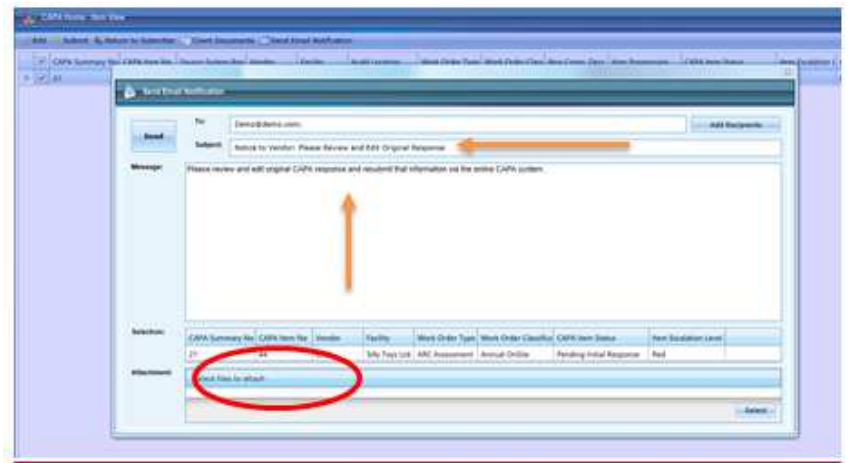 CAPA Home: Item View
Edit Submit Return to Submitter Client Documents Send Email Notification
CAPA Summary No CAPA Item No Vendor Facility Audit Location Work Order Type Work Order Class CAPA Item Status
21
Send Email Notification
To: Demo@demo.com;
Send
Add Recipients
Subject: Notice to Vendor: Please Review and Edit Original Response
Message: Please review and edit original CAPA response and resubmit that information via the online CAPA system.
Selection:
CAPA Summary No CAPA Item No Vendor Facility Work Order Type Work Order Classific CAPA Item Status Item Escalation Level
21 44 Silly Toys Ltd ARC Assessment Annual OnSite Pending Initial Response Red
Attachment: Select files to attach
Select